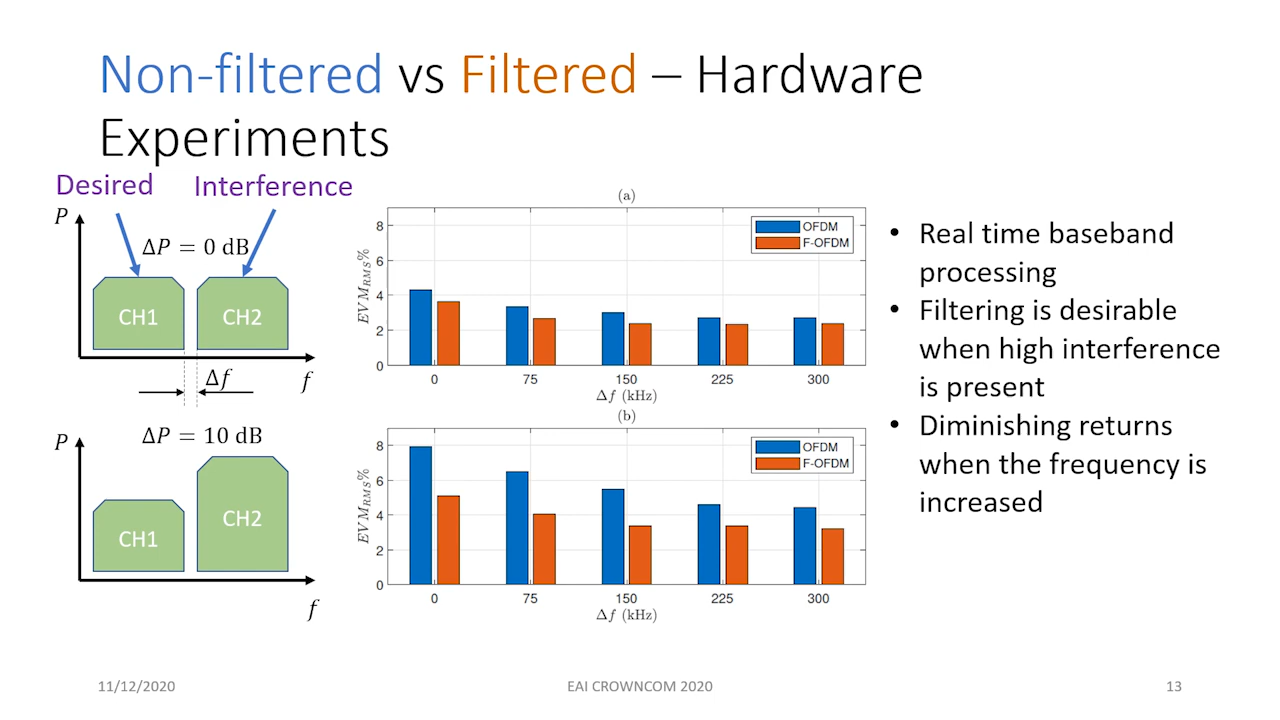 Non-filtered vs Filtered – Hardware
Experiments
Desired
Interference
P
ΔP = 0 dB
CH1
CH2
Δf
f
P
ΔP = 10 dB
CH1
CH2
f
(a)
OFDM
F-OFDM
EVM_RMS%
8
6
4
2
0
0 75 150 225 300
Δf (kHz)
(b)
OFDM
F-OFDM
EVM_RMS%
8
6
4
2
0
0 75 150 225 300
Δf (kHz)
• Real time baseband
processing
• Filtering is desirable
when high interference
is present
• Diminishing returns
when the frequency is
increased
11/12/2020
EAI CROWNCOM 2020
13